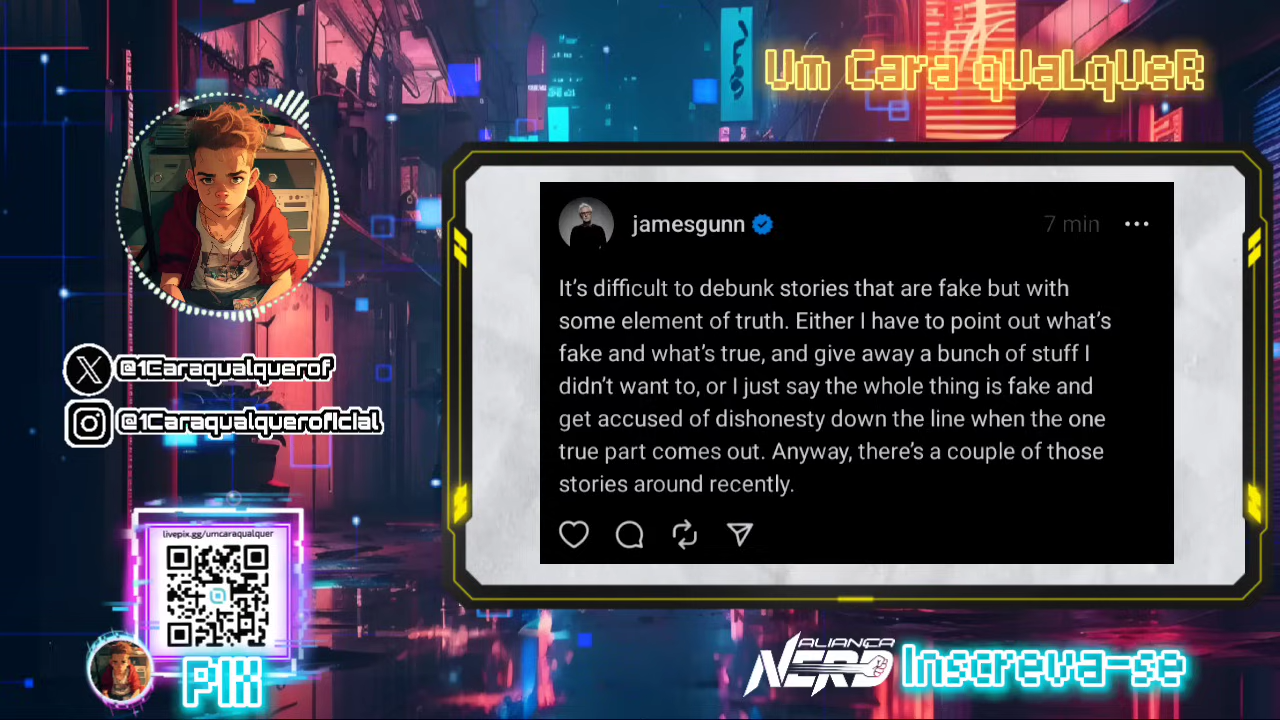 Um Cara qUaLqUeR
jamesgunn
7 min
It’s difficult to debunk stories that are fake but with
some element of truth. Either I have to point out what’s
fake and what’s true, and give away a bunch of stuff I
didn’t want to, or I just say the whole thing is fake and
get accused of dishonesty down the line when the one
true part comes out. Anyway, there’s a couple of those
stories around recently.
@1Caraqualquerof
@1Caraqualqueroficial
livepix.gg/umcaraqualquer
PIX
ALIANÇA
NERD
Inscreva-se